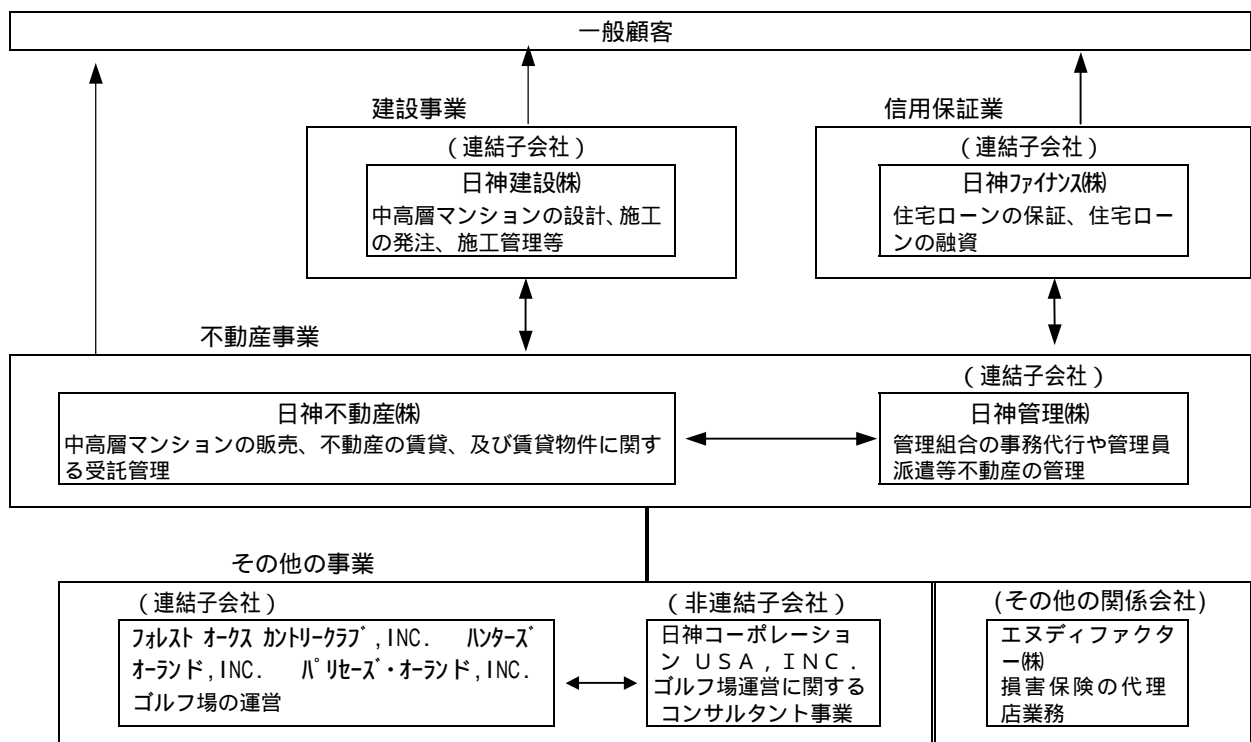 一般顧客
建設事業
信用保証業
(連結子会社)
日神建設㈱
中高層マンションの設計、施工
の発注、施工管理等
(連結子会社)
日神ファイナンス㈱
住宅ローンの保証、住宅ロー
ンの融資
不動産事業
日神不動産㈱
中高層マンションの販売、不動産の賃貸、及び賃貸物件に関す
る受託管理
(連結子会社)
日神管理㈱
管理組合の事務代行や管理員
派遣等不動産の管理
その他の事業
(連結子会社)
フォレスト オークス カントリークラブ,INC. ハンターズ
オーランド,INC. パリセーズ・オーランド,INC.
ゴルフ場の運営
(非連結子会社)
日神コーポレーショ
ン USA,INC.
ゴルフ場運営に関する
コンサルタント事業
(その他の関係会社)
エヌディファクタ
ー㈱
損害保険の代理
店業務